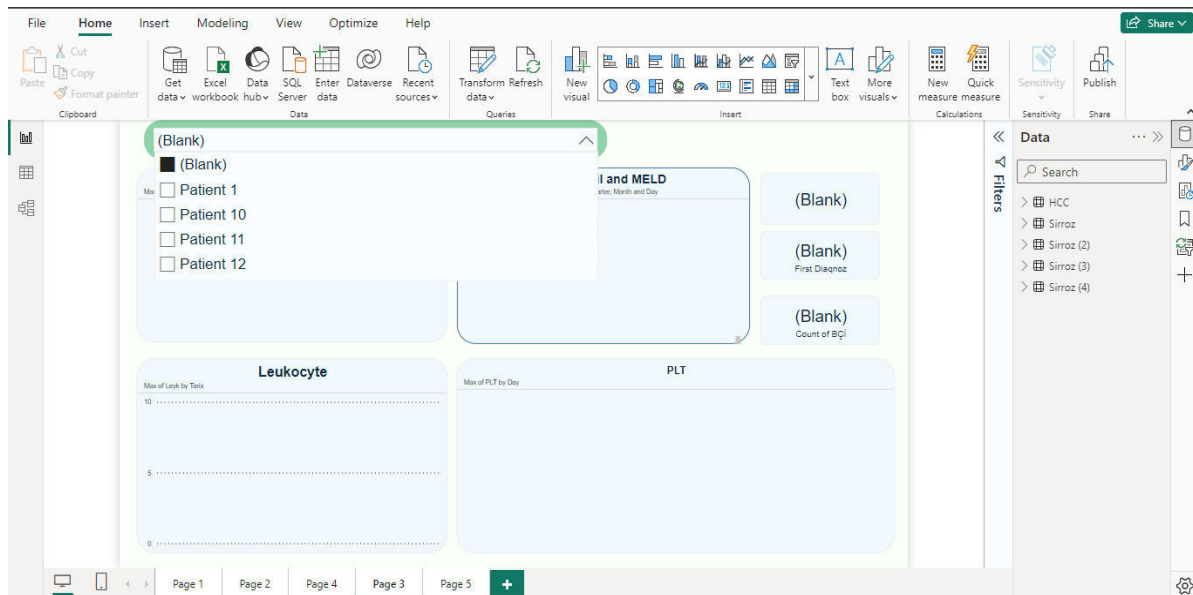 File Home Insert Modeling View Optimize Help
Share
Paste
Cut
Copy
Format painter
Clipboard
Get data
Excel workbook
Data hub
SQL Server
Enter data
Dataverse
Recent sources
Data
Transform data
Refresh
Queries
New visual
Text box
More visuals
Insert
New measure
Quick measure
Calculations
Sensitivity
Sensitivity
Publish
Share
(Blank)
(Blank)
Patient 1
Patient 10
Patient 11
Patient 12
l and MELD
Month and Day
(Blank)
(Blank)
First Diaqnoz
(Blank)
Count of BÇİ
Leukocyte
Max of Leyk by Tarix
10
5
0
PLT
Max of PLT by Day
Filters
Data
Search
HCC
Sirroz
Sirroz (2)
Sirroz (3)
Sirroz (4)
Page 1 Page 2 Page 4 Page 3 Page 5